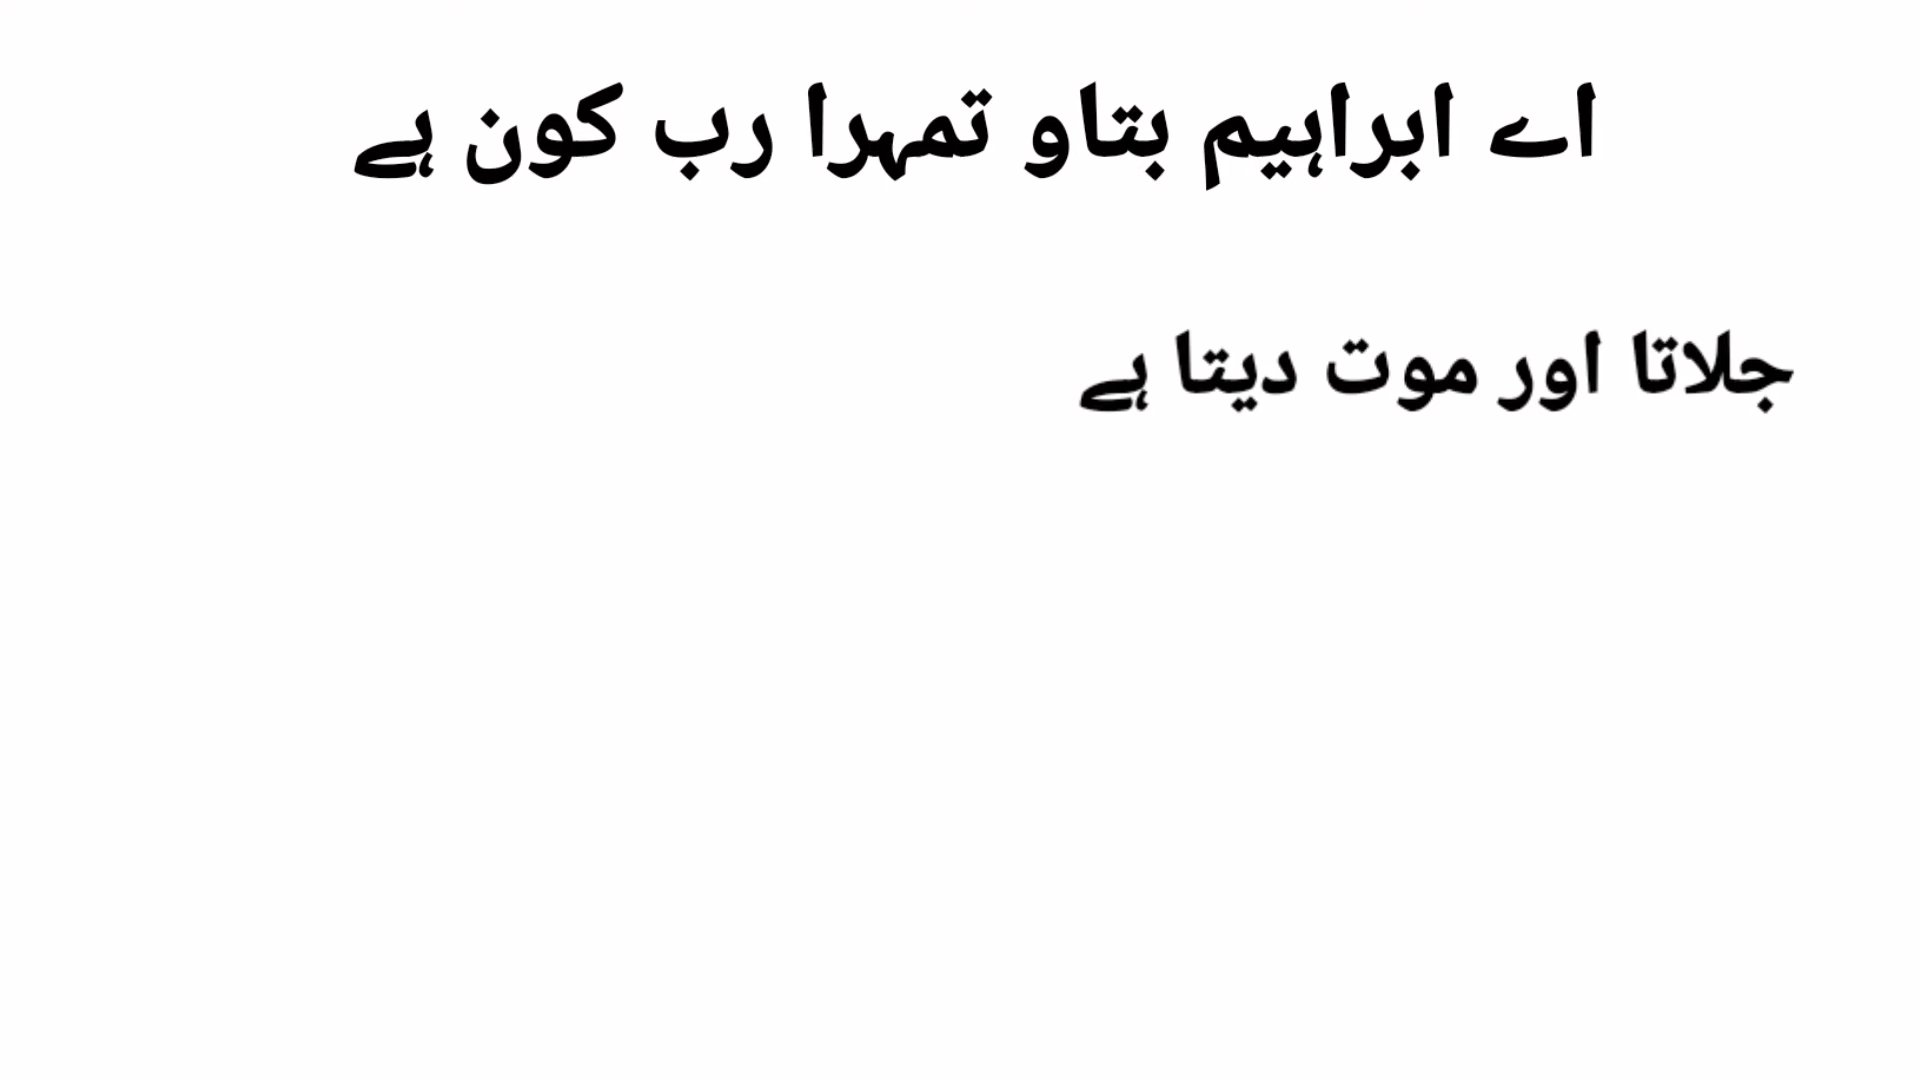 اے ابراہیم بتاو تمہرا رب کون ہے
جلاتا اور موت دیتا ہے